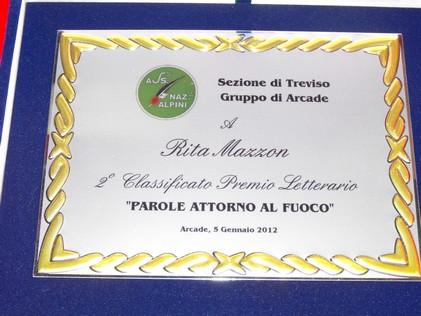 ASS.
NAZ.
ALPINI
Sezione di Treviso
Gruppo di Arcade
A
Rita Mazzon
2° Classificato Premio Letterario
"PAROLE ATTORNO AL FUOCO"
Arcade, 5 Gennaio 2012